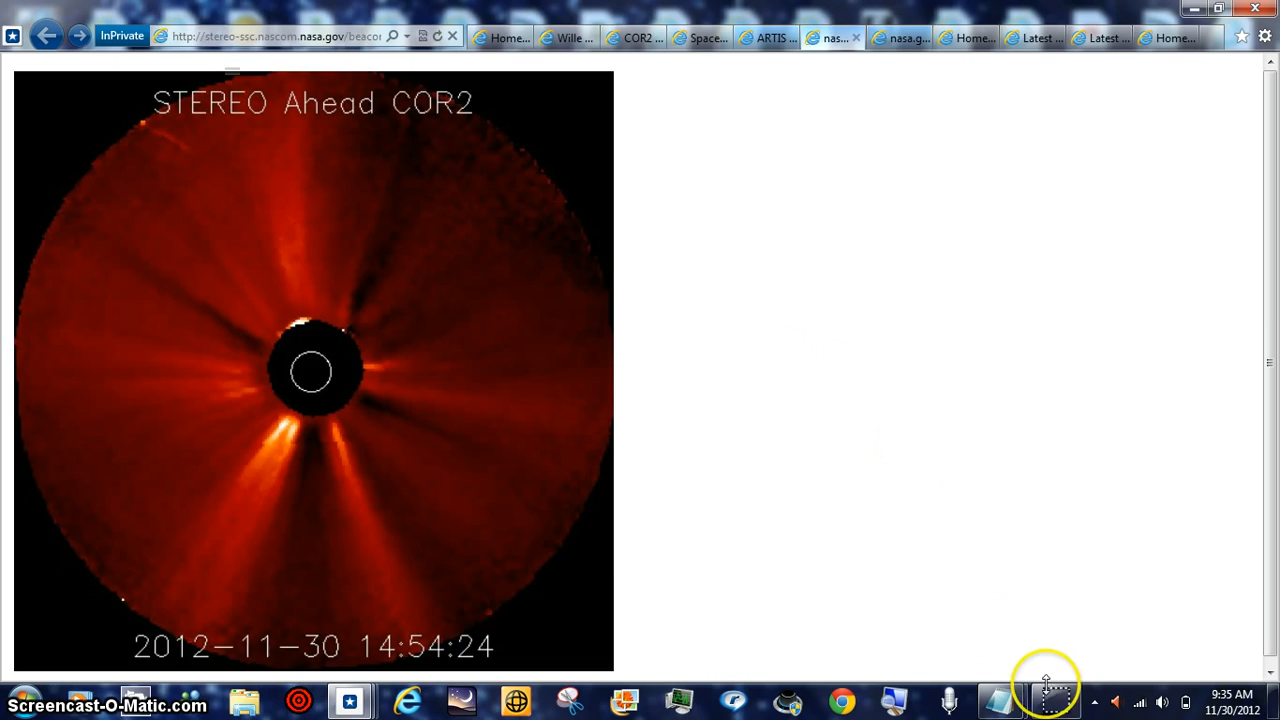 InPrivate
http://stereo-ssc.nascom.nasa.gov/beacor
Home...
Wille ...
COR2 ...
Space...
ARTIS ...
nas...
nasa.g...
Home...
Latest ...
Latest ...
Home...
STEREO Ahead COR2
2012-11-30 14:54:24
Screencast-O-Matic.com
9:35 AM
11/30/2012